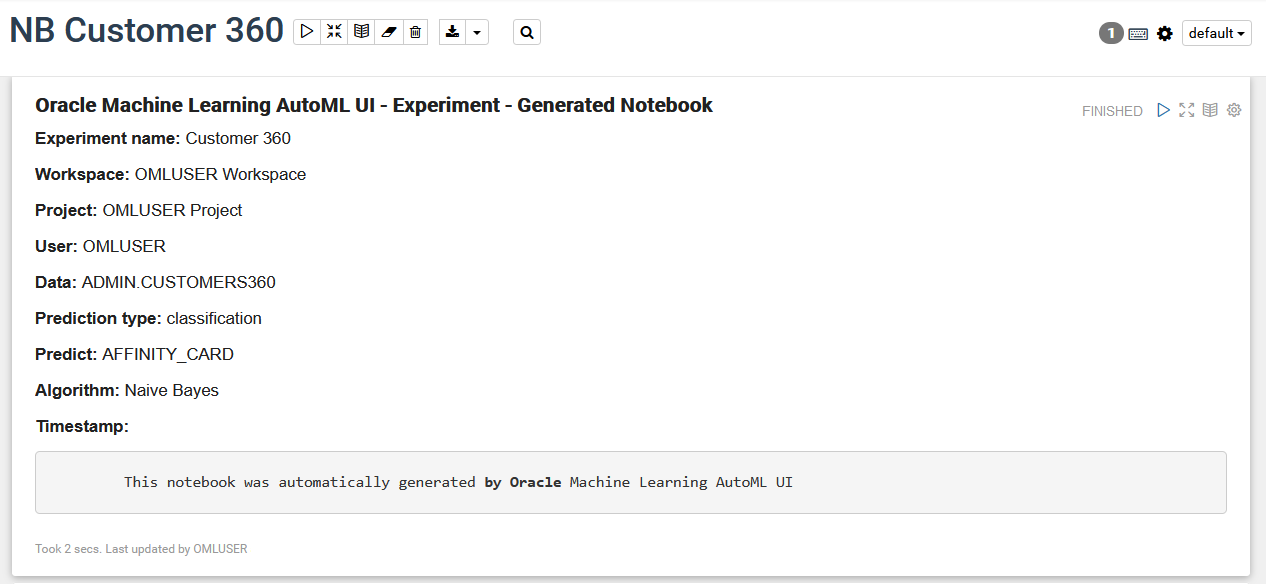 NB Customer 360
1
default
Oracle Machine Learning AutoML UI - Experiment - Generated Notebook
FINISHED
Experiment name: Customer 360
Workspace: OMLUSER Workspace
Project: OMLUSER Project
User: OMLUSER
Data: ADMIN.CUSTOMERS360
Prediction type: classification
Predict: AFFINITY_CARD
Algorithm: Naive Bayes
Timestamp:
This notebook was automatically generated by Oracle Machine Learning AutoML UI
Took 2 secs. Last updated by OMLUSER